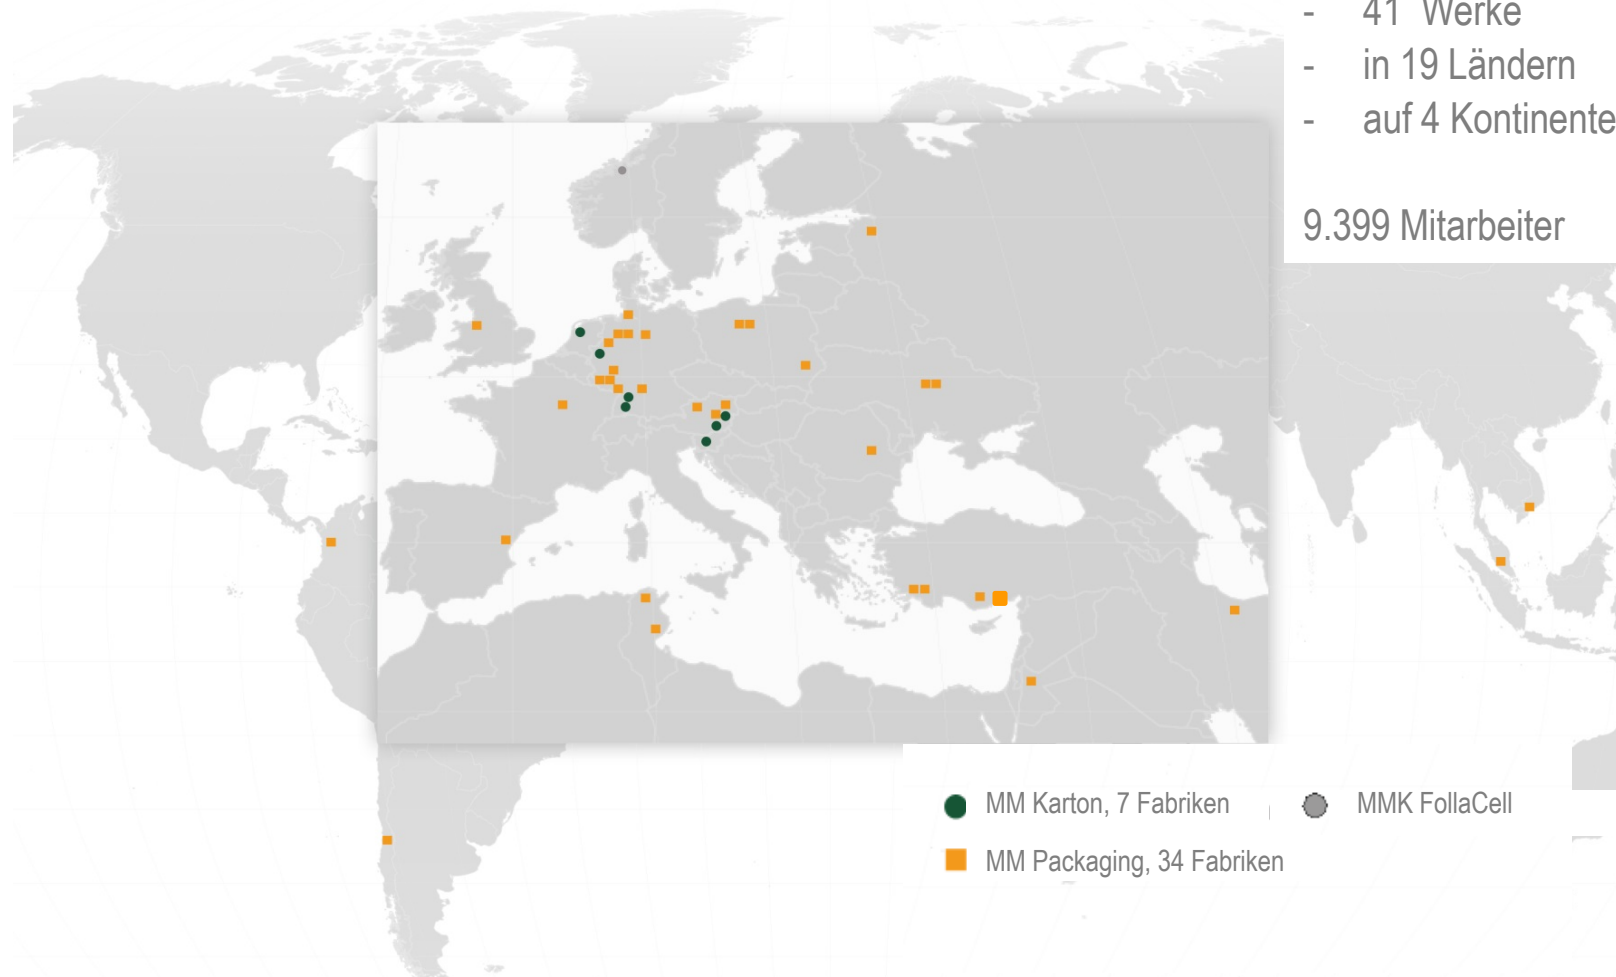 - 41 Werke
- in 19 Ländern
- auf 4 Kontinente
9.399 Mitarbeiter
MM Karton, 7 Fabriken
MMK FollaCell
MM Packaging, 34 Fabriken